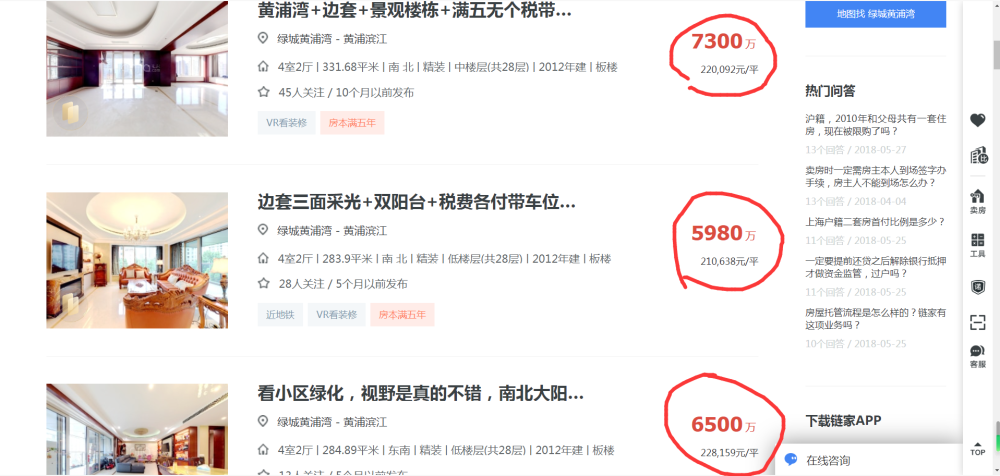 黄浦湾+边套+景观楼栋+满五无个税带...
绿城黄浦湾 - 黄浦滨江
4室2厅 | 331.68平米 | 南 北 | 精装 | 中楼层(共28层) | 2012年建 | 板楼
45人关注 / 10个月以前发布
VR看装修 房本满五年
7300万
220,092元/平
边套三面采光+双阳台+税费各付带车位...
绿城黄浦湾 - 黄浦滨江
4室2厅 | 283.9平米 | 南 北 | 精装 | 低楼层(共28层) | 2012年建 | 板楼
28人关注 / 5个月以前发布
近地铁 VR看装修 房本满五年
5980万
210,638元/平
看小区绿化，视野是真的不错，南北大阳...
绿城黄浦湾 - 黄浦滨江
4室2厅 | 284.89平米 | 东南 | 精装 | 低楼层(共28层) | 2012年建 | 板楼
6500万
228,159元/平
地图找 绿城黄浦湾
热门问答
沪籍，2010年和父母共有一套住
房，现在被限购了吗？
13个回答 / 2018-05-27
卖房时一定需房主本人到场签字办
手续，房主人不能到场怎么办？
13个回答 / 2018-04-04
上海户籍二套房首付比例是多少？
11个回答 / 2018-05-25
一定要提前还贷之后解除银行抵押
才做资金监管，过户吗？
11个回答 / 2018-05-25
房屋托管流程是怎么样的？链家有
这项业务吗？
10个回答 / 2018-05-25
下载链家APP
在线咨询
卖房
工具
客服
TOP